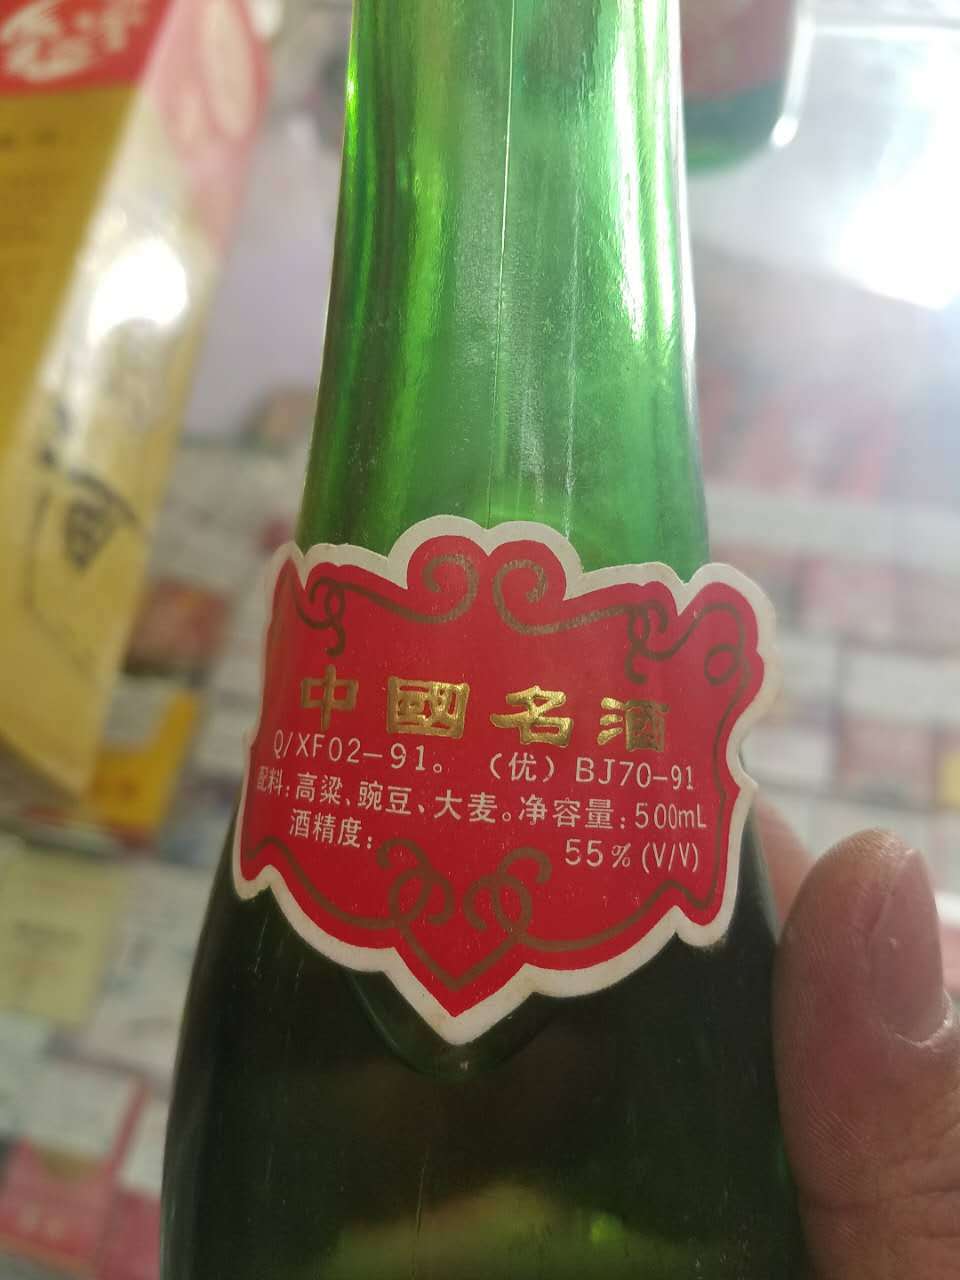 中國名酒
Q/XF02-91。（优）BJ70-91
配料:高粱、豌豆、大麦。净容量:500mL
酒精度: 55%(V/V)
酒